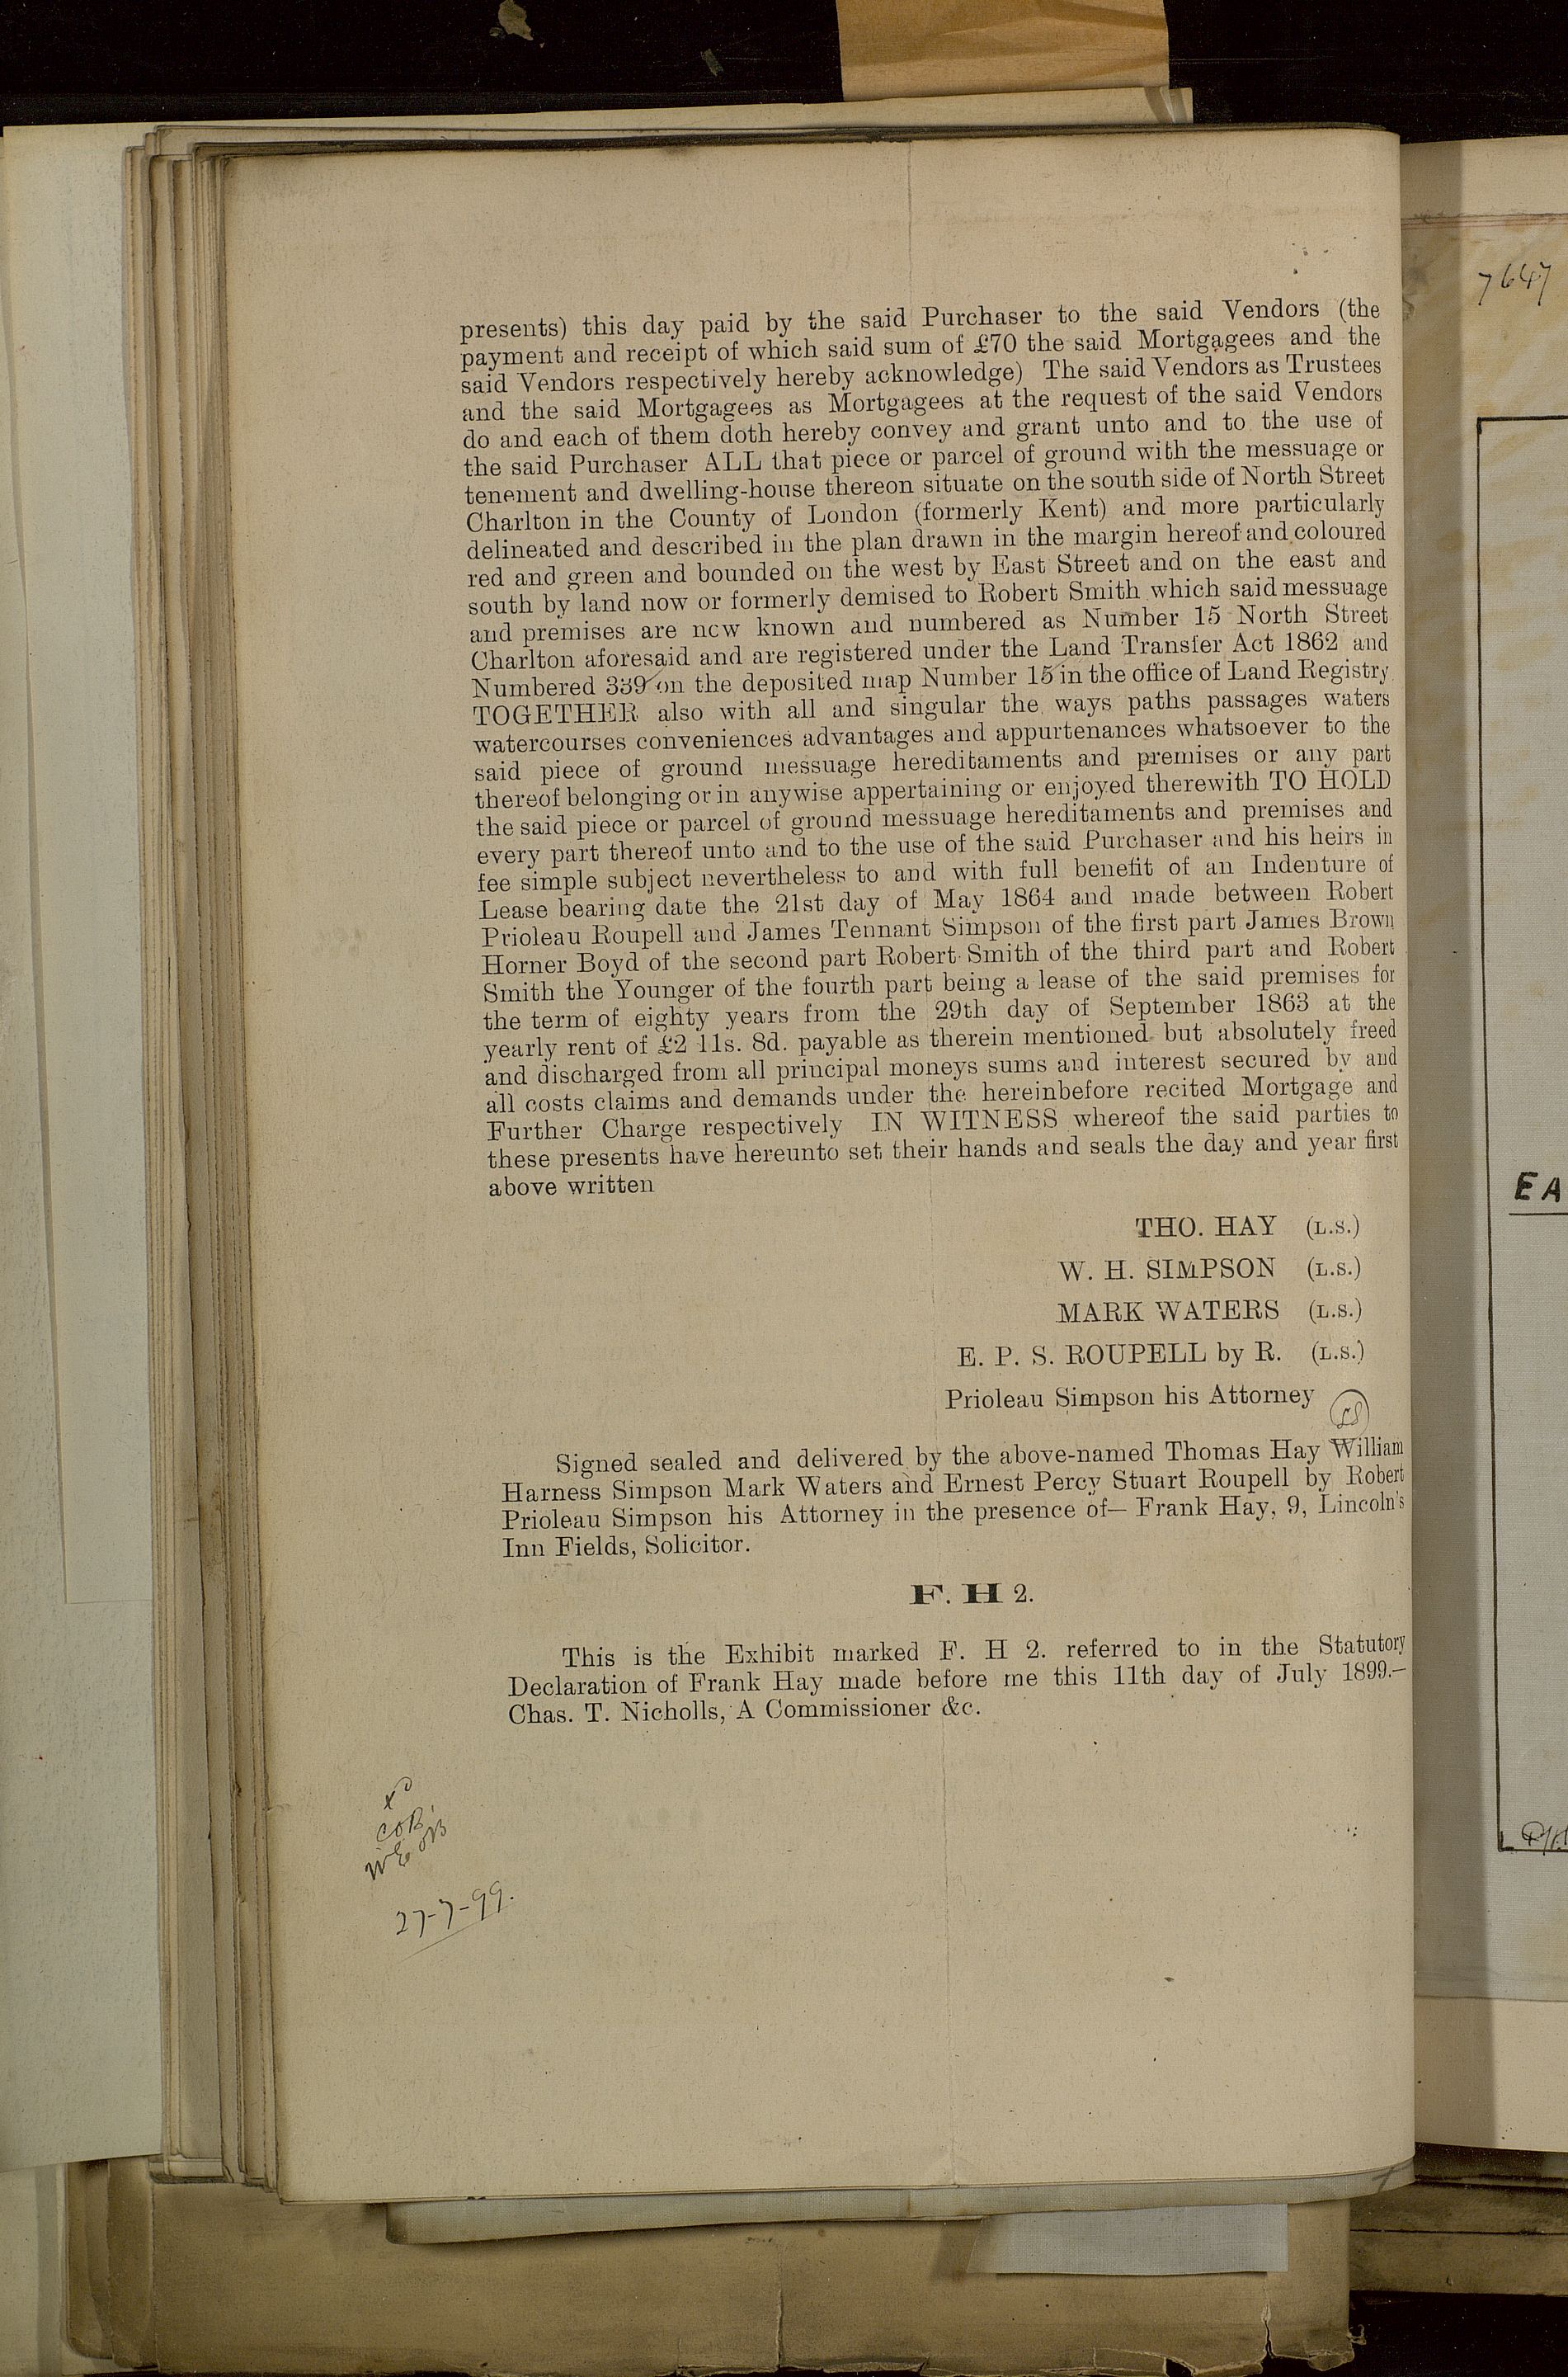 presents) this day paid by the said Purchaser to the said Vendors (the
payment and receipt of which said sum of £70 the said Mortgagees and the
said Vendors respectively hereby acknowledge) The said Vendors as Trustees
and the said Mortgagees as Mortgagees at the request of the said Vendors
do and each of them doth hereby convey and grant unto and to the use of
the said Purchaser ALL that piece or parcel of ground with the messuage or
tenement and dwelling-house thereon situate on the south side of North Street
Charlton in the County of London (formerly Kent) and more particularly
delineated and described in the plan drawn in the margin hereof and coloured
red and green and bounded on the west by East Street and on the east and
south by land now or formerly demised to Robert Smith which said messuage
and premises are now known and numbered as Number 15 North Street
Charlton aforesaid and are registered under the Land Transfer Act 1862 and
Numbered 339 on the deposited map Number 15 in the office of Land Registry
TOGETHER also with all and singular the ways paths passages waters
watercourses conveniences advantages and appurtenances whatsoever to the
said piece of ground messuage hereditaments and premises or any part
thereof belonging or in anywise appertaining or enjoyed therewith TO HOLD
the said piece or parcel of ground messuage hereditaments and premises and
every part thereof unto and to the use of the said Purchaser and his heirs in
fee simple subject nevertheless to and with full benefit of an Indenture of
Lease bearing date the 21st day of May 1864 and made between Robert
Prioleau Roupell and James Tennant Simpson of the first part James Brown
Horner Boyd of the second part Robert Smith of the third part and Robert
Smith the Younger of the fourth part being a lease of the said premises for
the term of eighty years from the 29th day of September 1863 at the
yearly rent of £2 11s. 8d. payable as therein mentioned but absolutely freed
and discharged from all principal moneys sums and interest secured by and
all costs claims and demands under the hereinbefore recited Mortgage and
Further Charge respectively IN WITNESS whereof the said parties to
these presents have hereunto set their hands and seals the day and year first
above written
THO. HAY (L.S.)
W. H. SIMPSON (L.S.)
MARK WATERS (L.S.)
E. P. S. ROUPELL by R. (L.S.)
Prioleau Simpson his Attorney
LS
Signed sealed and delivered by the above-named Thomas Hay William
Harness Simpson Mark Waters and Ernest Percy Stuart Roupell by Robert
Prioleau Simpson his Attorney in the presence of— Frank Hay, 9, Lincoln's
Inn Fields, Solicitor.
F. H 2.
This is the Exhibit marked F. H 2. referred to in the Statutory
Declaration of Frank Hay made before me this 11th day of July 1899.—
Chas. T. Nicholls, A Commissioner &c.
27-7-99.
7647
EA